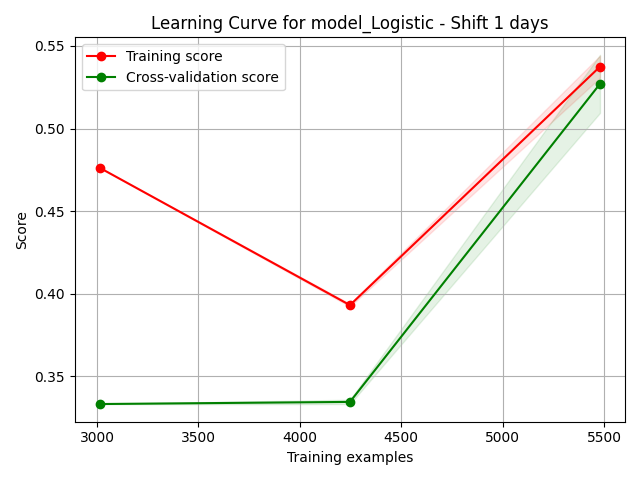 Learning Curve for model_Logistic - Shift 1 days
Training score
Cross-validation score
Score
0.55
0.50
0.45
0.40
0.35
3000 3500 4000 4500 5000 5500
Training examples